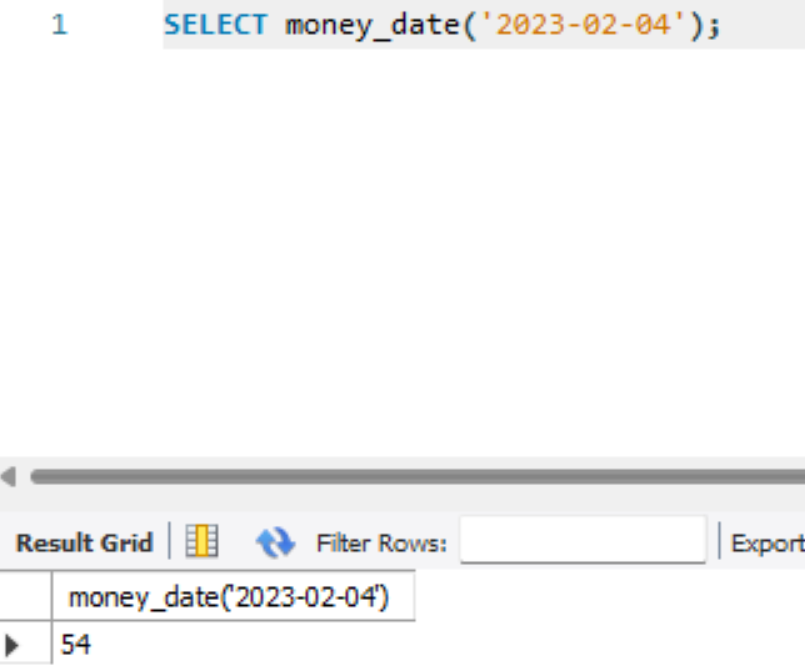 1 SELECT money_date('2023-02-04');
Result Grid Filter Rows: Export
money_date('2023-02-04')
54